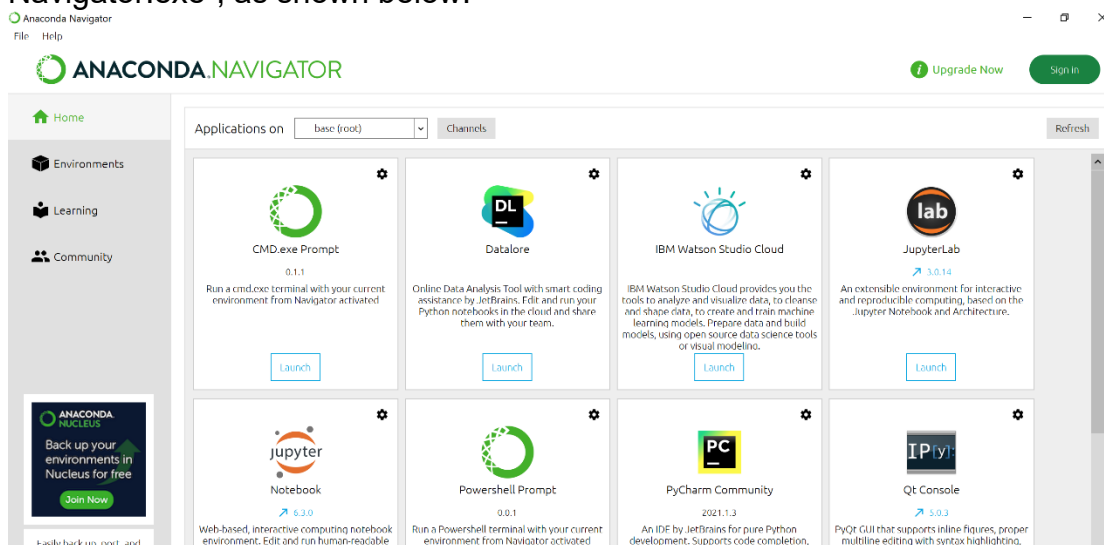 Navigator.exe", as shown below.
Anaconda Navigator
File Help
ANACONDA.NAVIGATOR
i Upgrade Now
Sign in
Home
Environments
Learning
Community
Applications on
base (root)
Channels
Refresh
CMD.exe Prompt
0.1.1
Run a cmd.exe terminal with your current
environment from Navigator activated
Launch
DL
Datalore
Online Data Analysis Tool with smart coding
assistance by JetBrains. Edit and run your
Python notebooks in the cloud and share
them with your team.
Launch
IBM Watson Studio Cloud
IBM Watson Studio Cloud provides you the
tools to analyze and visualize data, to cleanse
and shape data, to create and train machine
learning models. Prepare data and build
models, using open source data science tools
or visual modeling.
Launch
lab
JupyterLab
3.0.14
An extensible environment for interactive
and reproducible computing, based on the
Jupyter Notebook and Architecture.
Launch
ANACONDA.
NUCLEUS
Back up your
environments in
Nucleus for free
Join Now
Easily back up, port, and
jupyter
Notebook
6.3.0
Web-based, interactive computing notebook
environment. Edit and run human-readable
Powershell Prompt
0.0.1
Run a Powershell terminal with your current
environment from Navigator activated
PC
PyCharm Community
2021.1.3
An IDE by JetBrains for pure Python
development. Supports code completion,
IP[y]:
Qt Console
5.0.3
PyQt GUI that supports inline figures, proper
multiline editing with syntax highlighting,